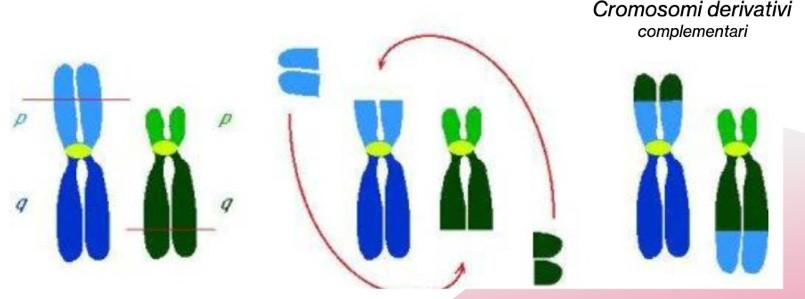 Cromosomi derivativi
complementari
p
p
q
q